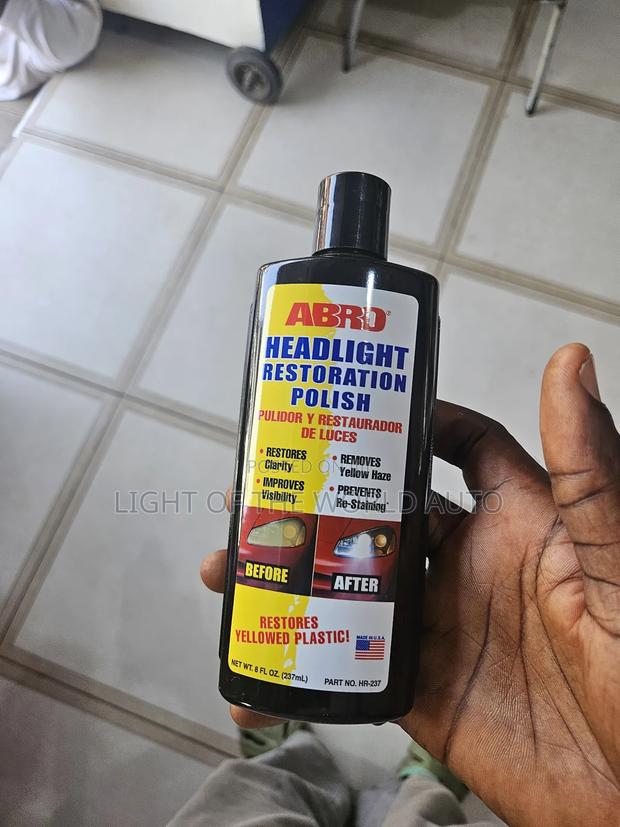 ABRO®
HEADLIGHT
RESTORATION
POLISH
PULIDOR Y RESTAURADOR
DE LUCES
• RESTORES
Clarity
• IMPROVES
Visibility
• REMOVES
Yellow Haze
• PREVENTS
Re-Staining*
POSTED ON
LIGHT OF THE WORLD AUTO
BEFORE
AFTER
RESTORES
YELLOWED PLASTIC!
MADE IN U.S.A.
NET WT. 8 FL OZ. (237mL)
PART NO. HR-237